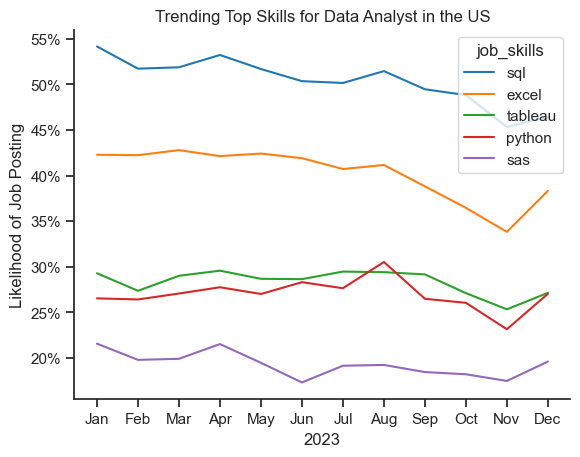 Trending Top Skills for Data Analyst in the US
Likelihood of Job Posting
55%
50%
45%
40%
35%
30%
25%
20%
job_skills
sql
excel
tableau
python
sas
Jan Feb Mar Apr May Jun Jul Aug Sep Oct Nov Dec
2023